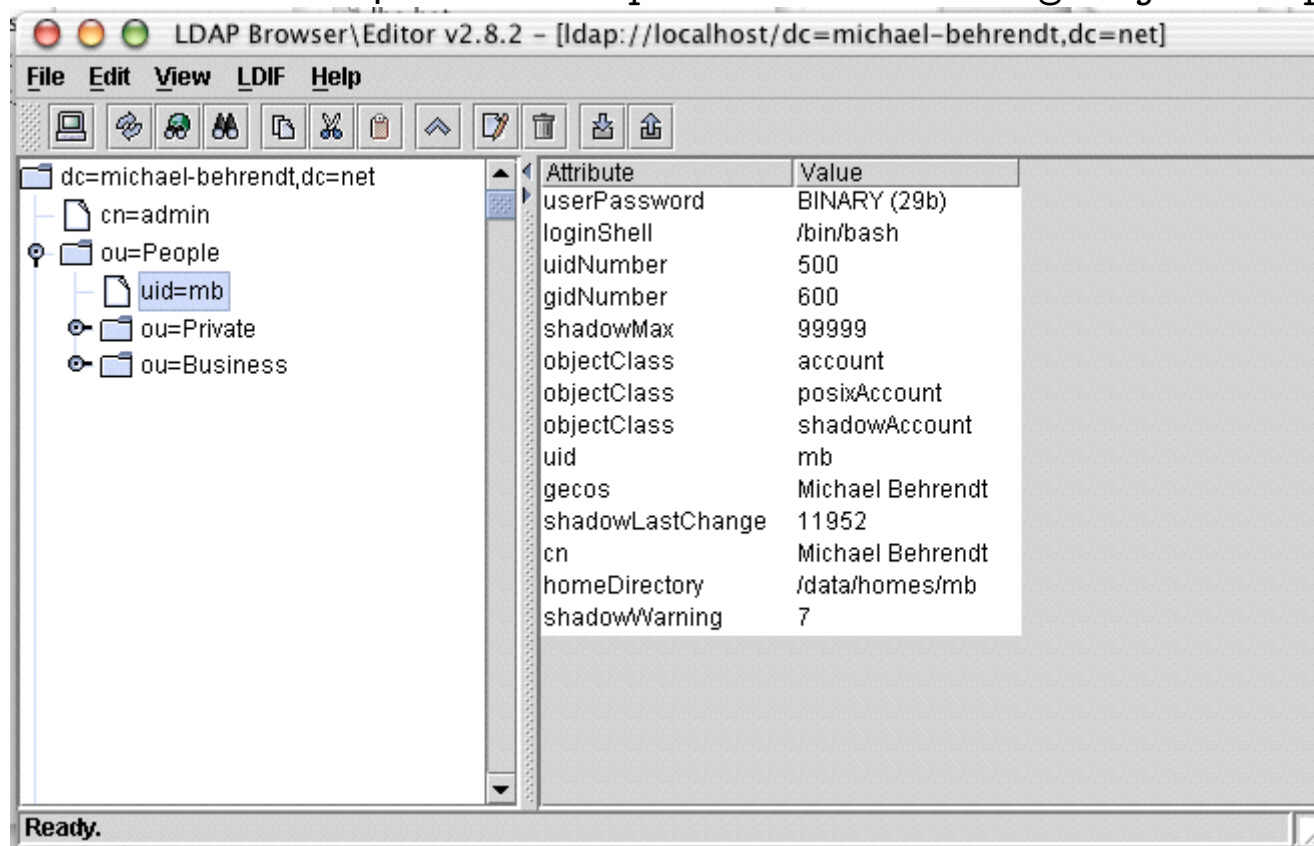 LDAP Browser\Editor v2.8.2 – [ldap://localhost/dc=michael-behrendt,dc=net]
File Edit View LDIF Help
dc=michael-behrendt,dc=net
cn=admin
ou=People
uid=mb
ou=Private
ou=Business
Attribute Value
userPassword BINARY (29b)
loginShell /bin/bash
uidNumber 500
gidNumber 600
shadowMax 99999
objectClass account
objectClass posixAccount
objectClass shadowAccount
uid mb
gecos Michael Behrendt
shadowLastChange 11952
cn Michael Behrendt
homeDirectory /data/homes/mb
shadowWarning 7
Ready.